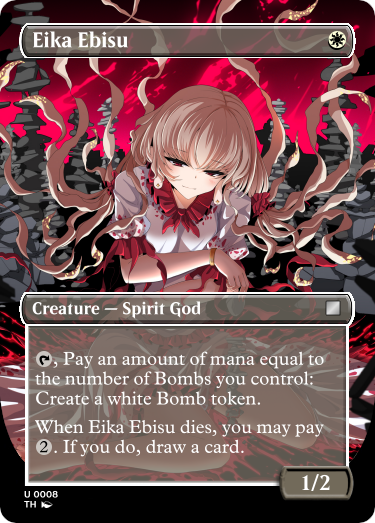 Eika Ebisu
Creature — Spirit God
, Pay an amount of mana equal to
the number of Bombs you control:
Create a white Bomb token.
When Eika Ebisu dies, you may pay
2. If you do, draw a card.
1/2
U 0008
TH